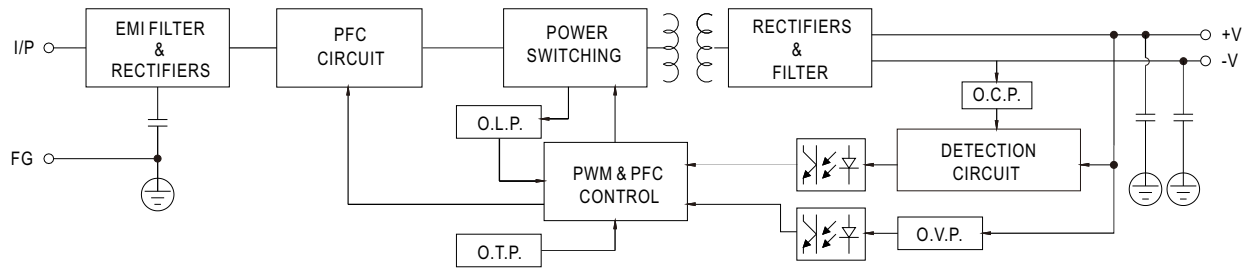 I/P
EMI FILTER
&
RECTIFIERS
PFC
CIRCUIT
POWER
SWITCHING
RECTIFIERS
&
FILTER
+V
-V
O.C.P.
O.L.P.
FG
PWM & PFC
CONTROL
DETECTION
CIRCUIT
O.V.P.
O.T.P.